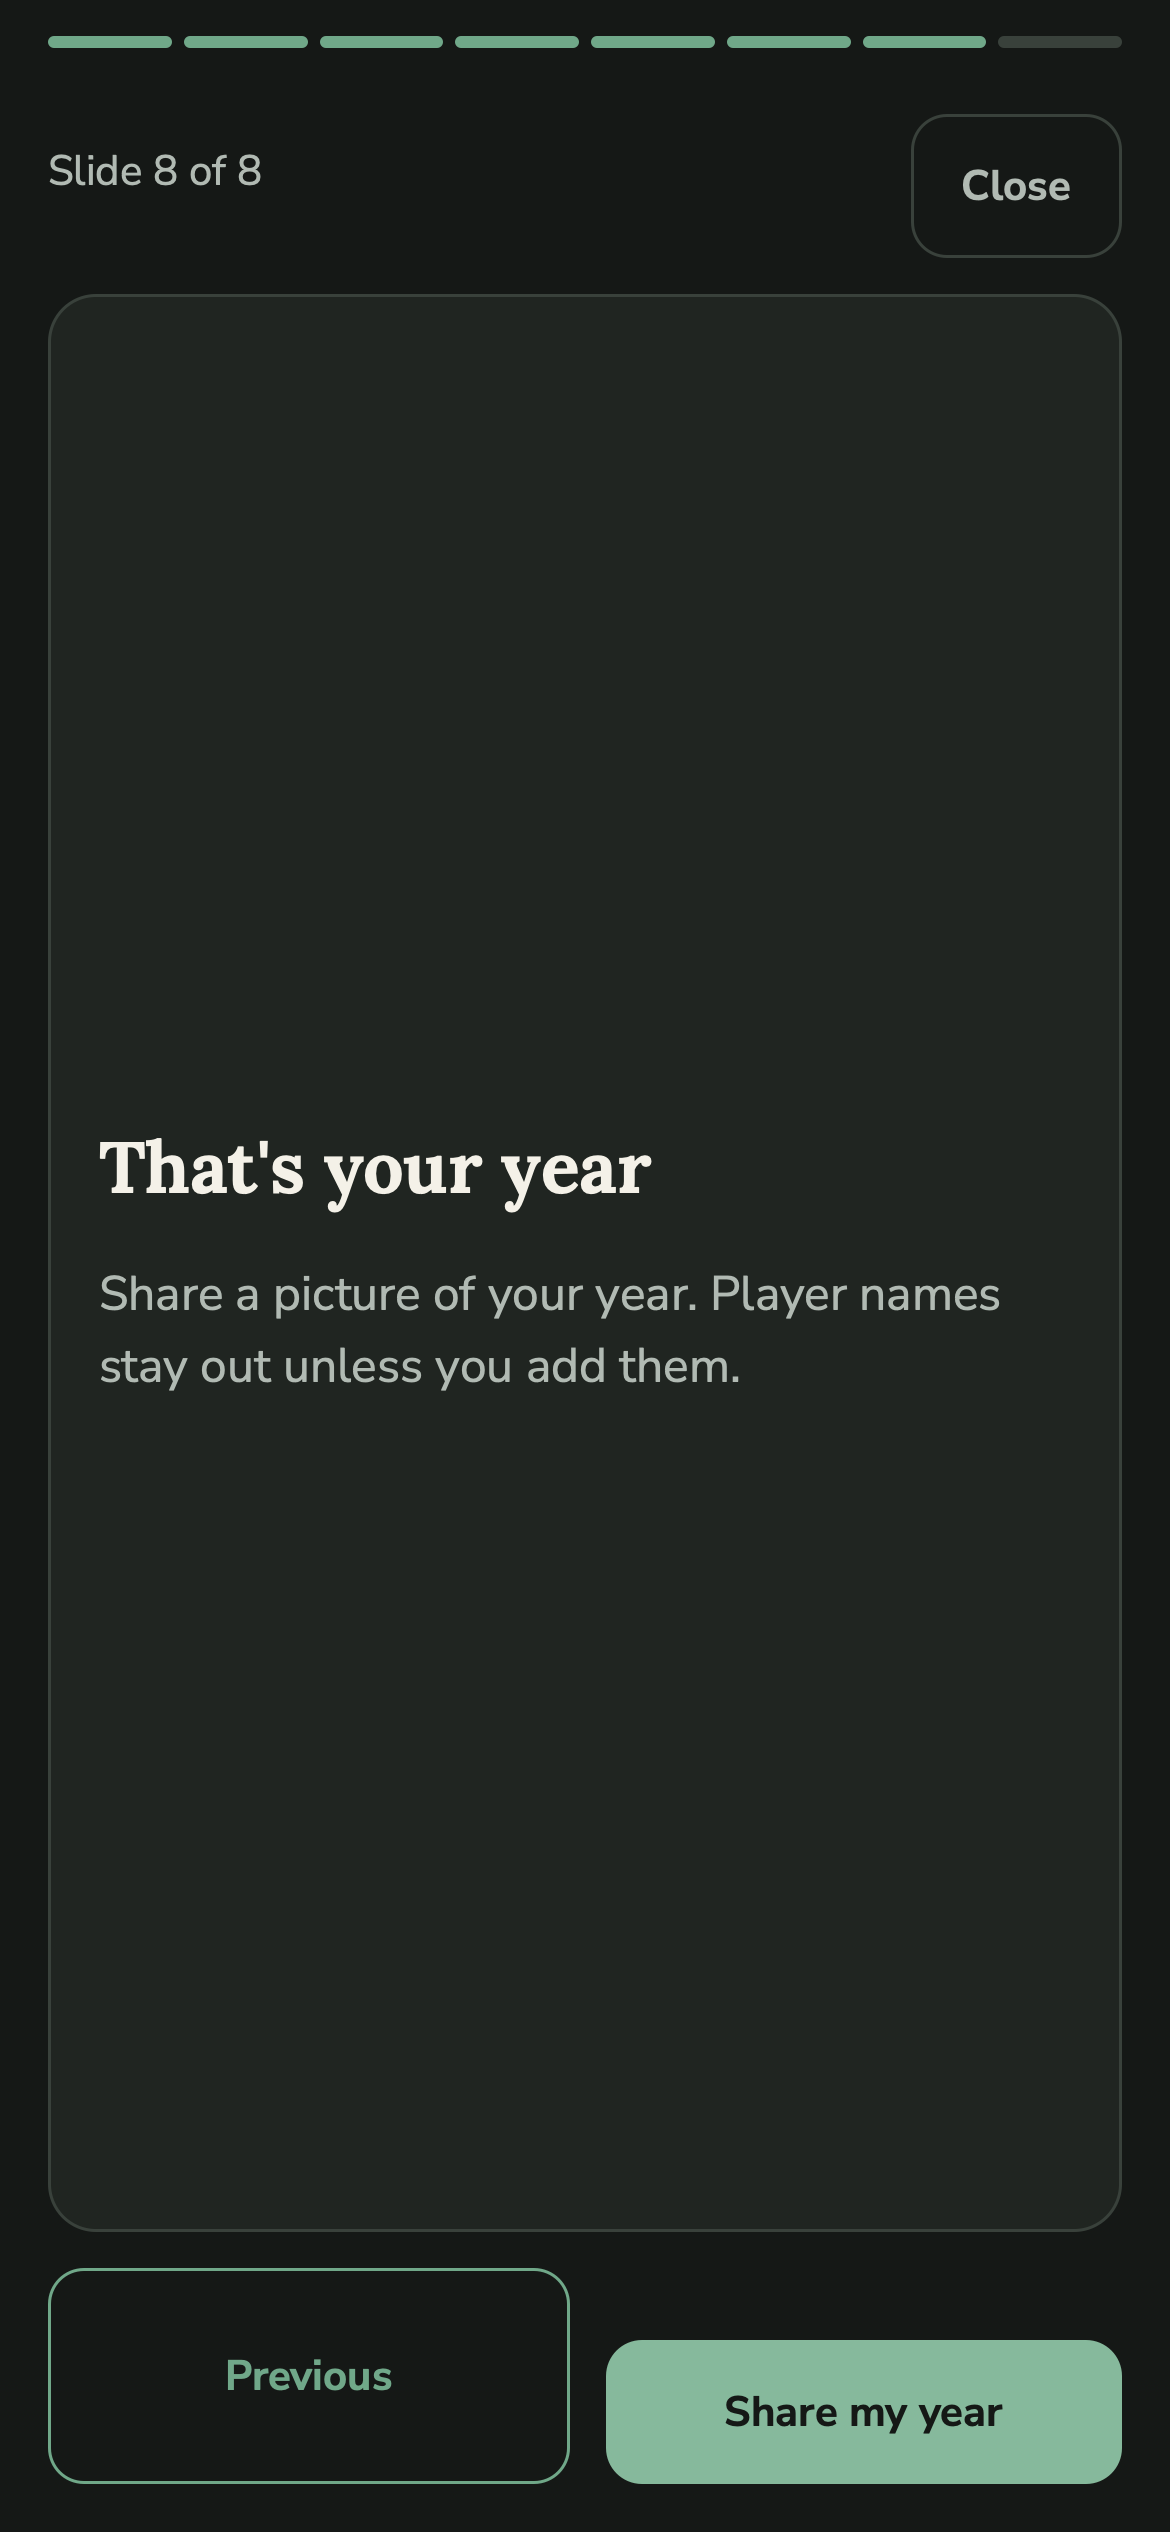 Slide 8 of 8
Close
That's your year
Share a picture of your year. Player names
stay out unless you add them.
Previous
Share my year